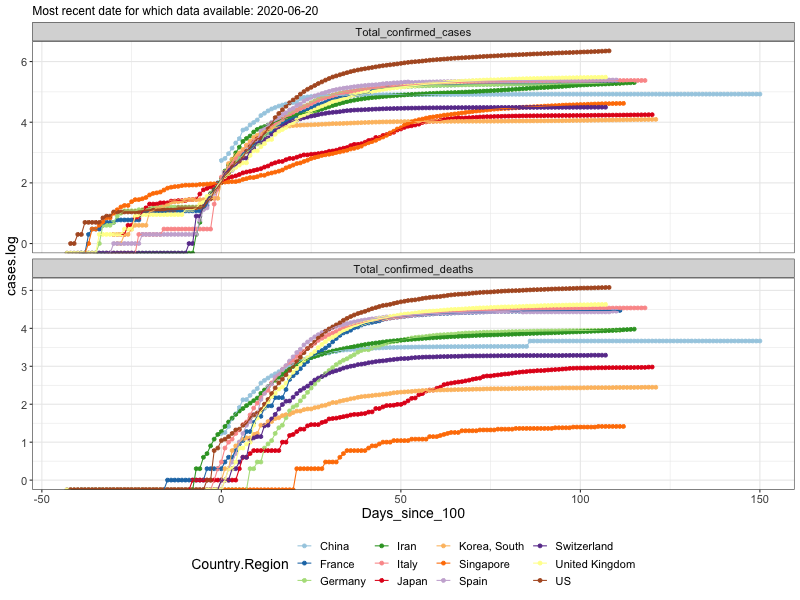 Most recent date for which data available: 2020-06-20
Total_confirmed_cases
6
4
2
0
Total_confirmed_deaths
5
4
3
2
1
0
cases.log
-50 0 50 100 150
Days_since_100
Country.Region
China Iran Korea, South Switzerland
France Italy Singapore United Kingdom
Germany Japan Spain US